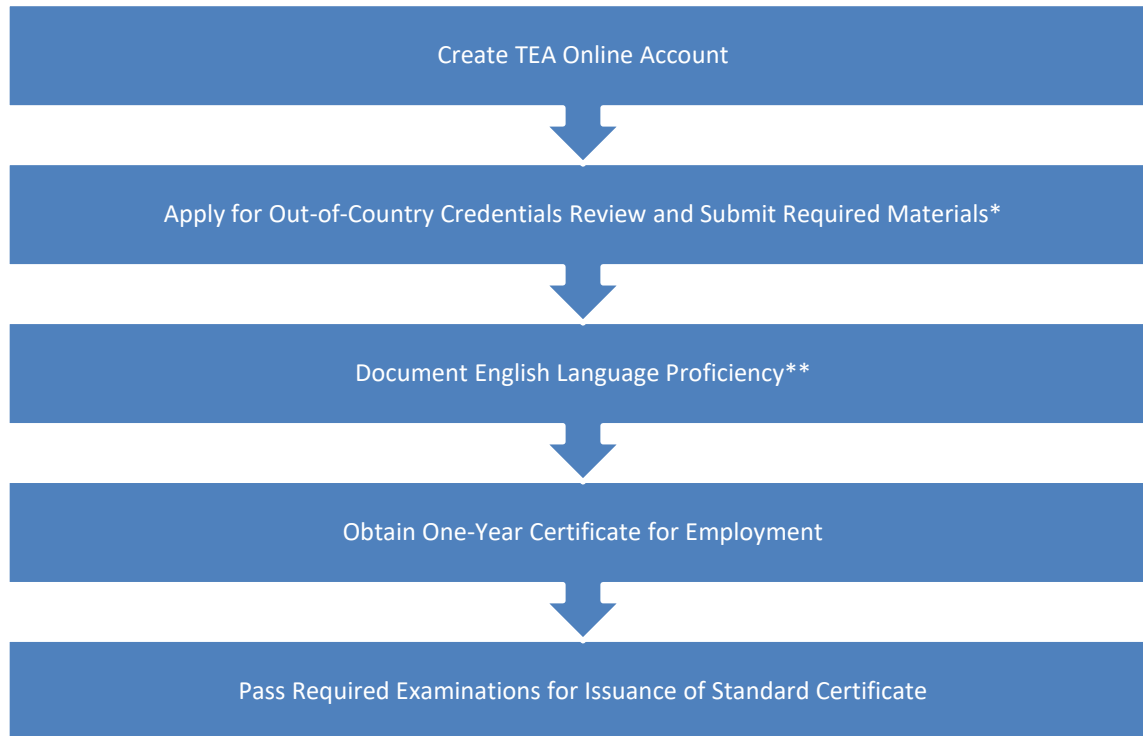 Create TEA Online Account
Apply for Out-of-Country Credentials Review and Submit Required Materials*
Document English Language Proficiency**
Obtain One-Year Certificate for Employment
Pass Required Examinations for Issuance of Standard Certificate